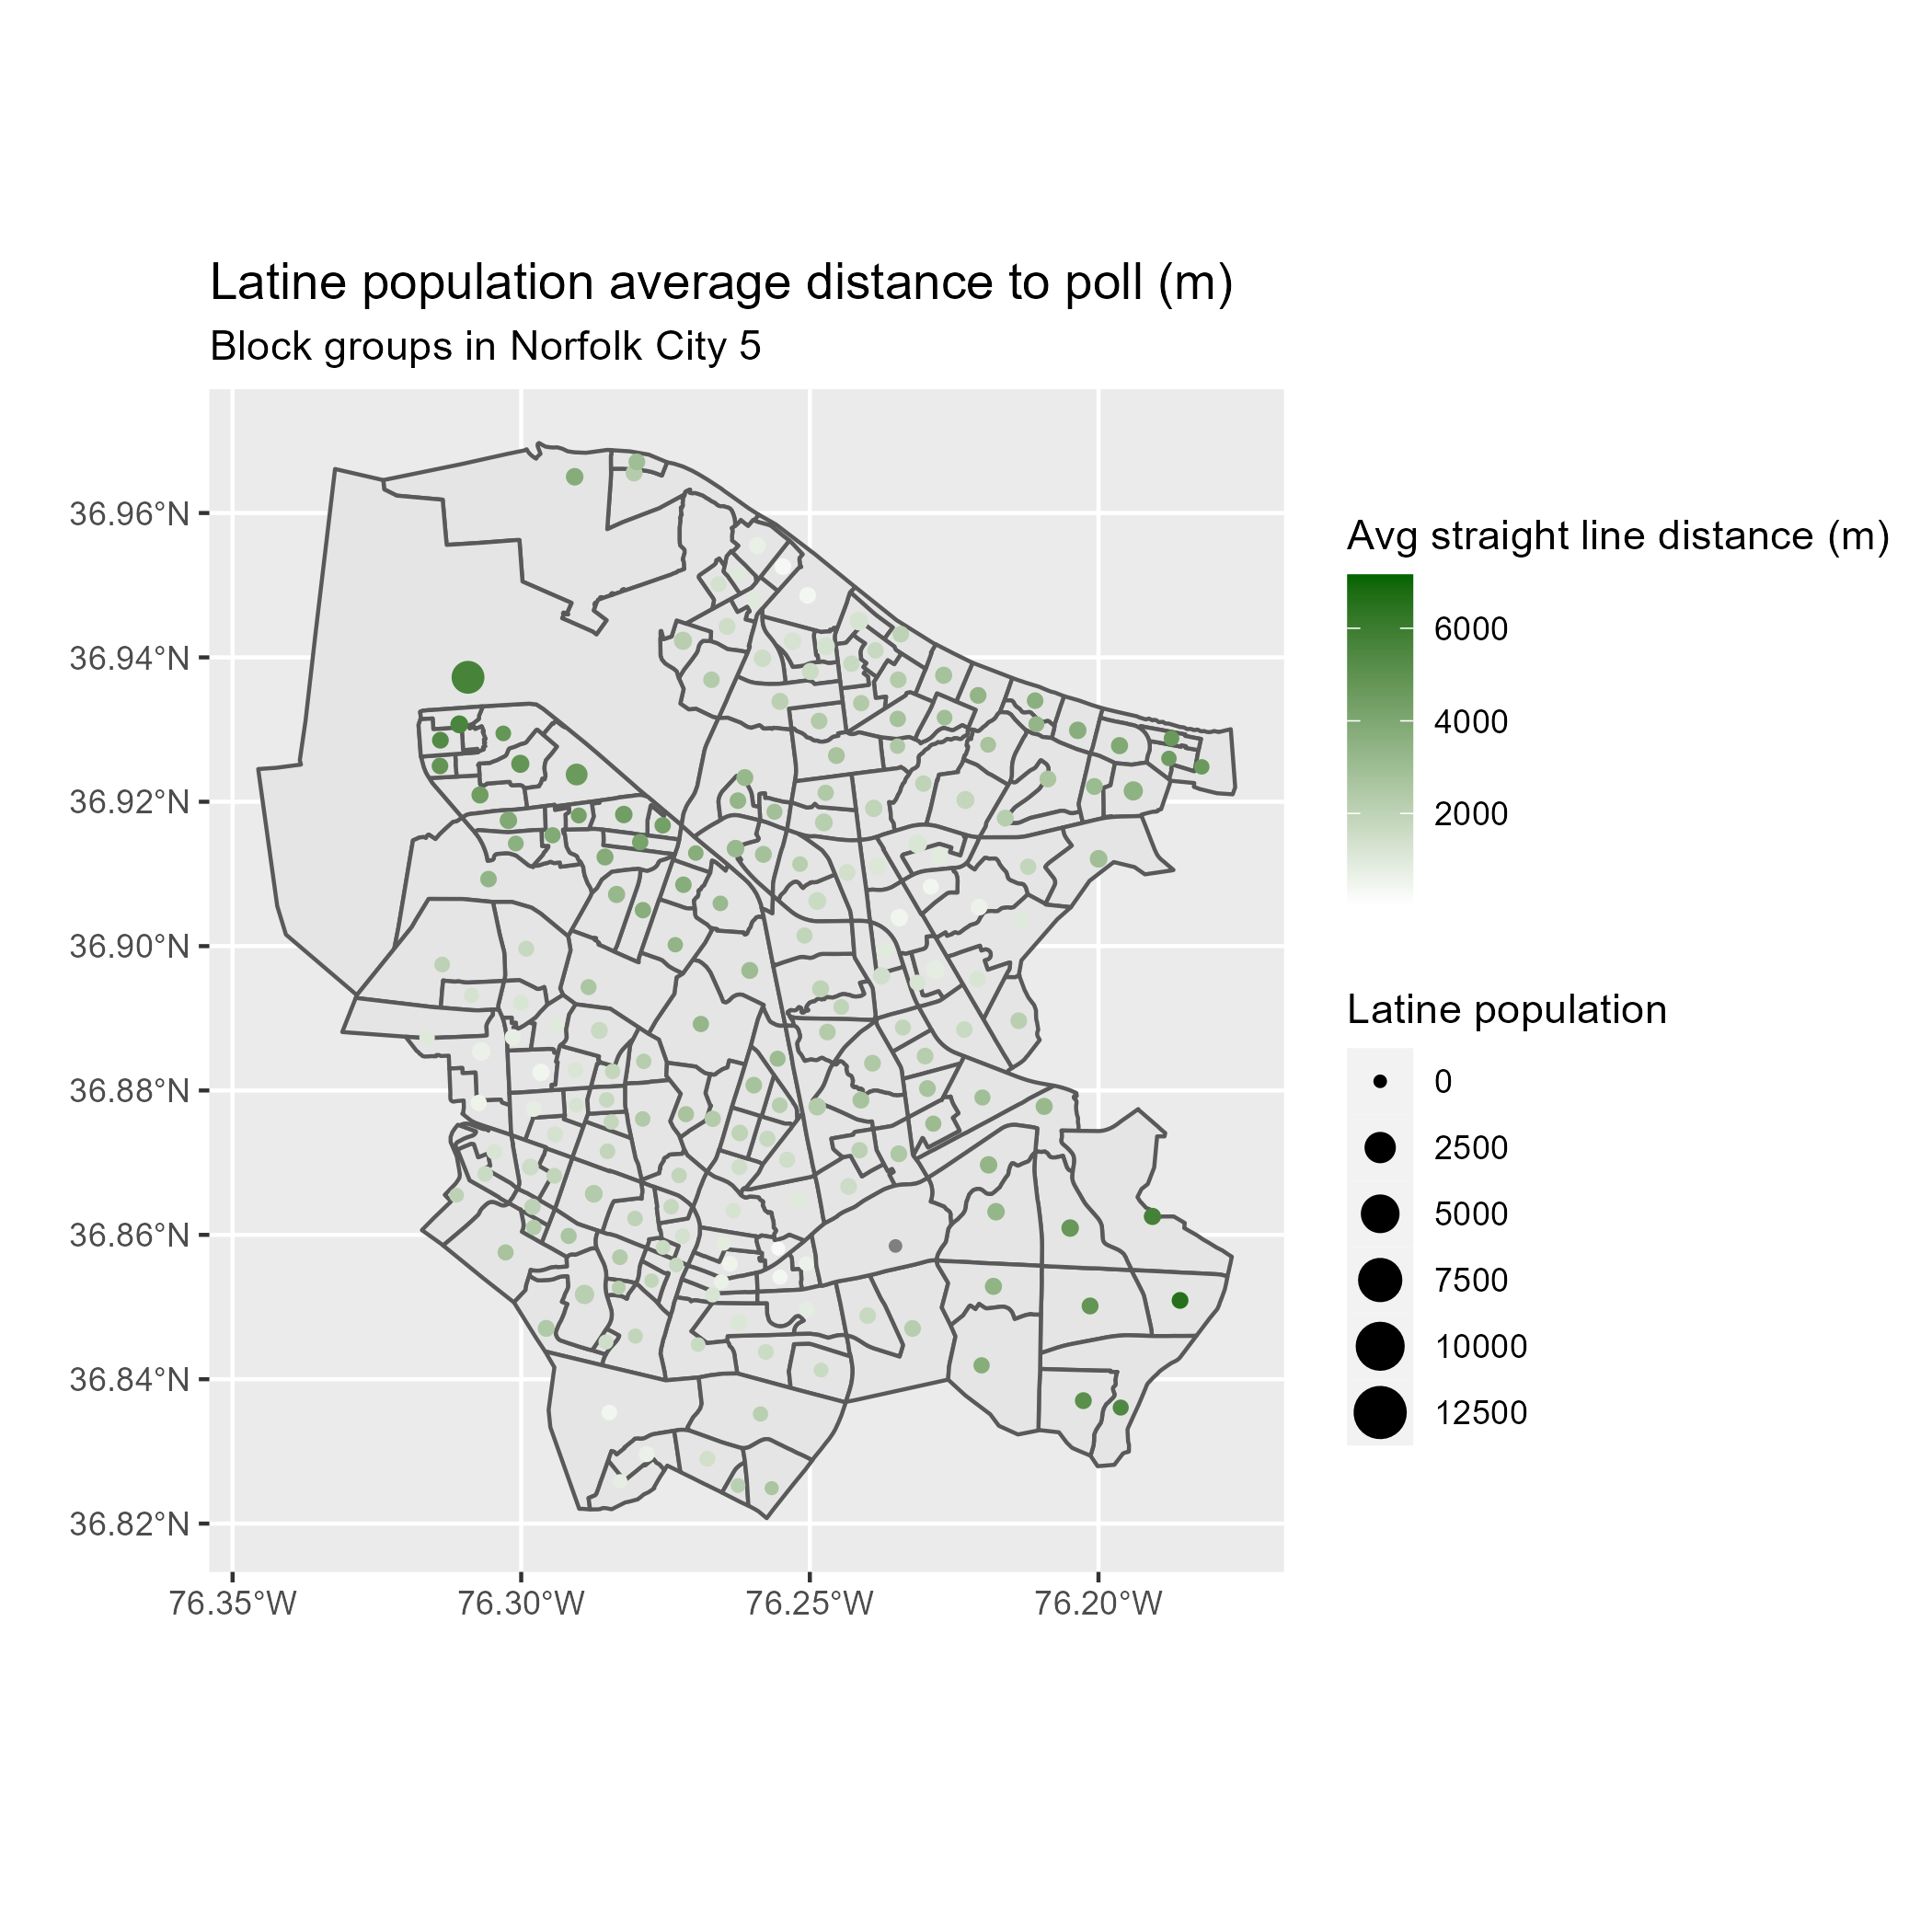 Latine population average distance to poll (m)
Block groups in Norfolk City 5
36.96°N
36.94°N
36.92°N
36.90°N
36.88°N
36.86°N
36.84°N
36.82°N
76.35°W
76.30°W
76.25°W
76.20°W
Avg straight line distance (m)
6000
4000
2000
Latine population
0
2500
5000
7500
10000
12500